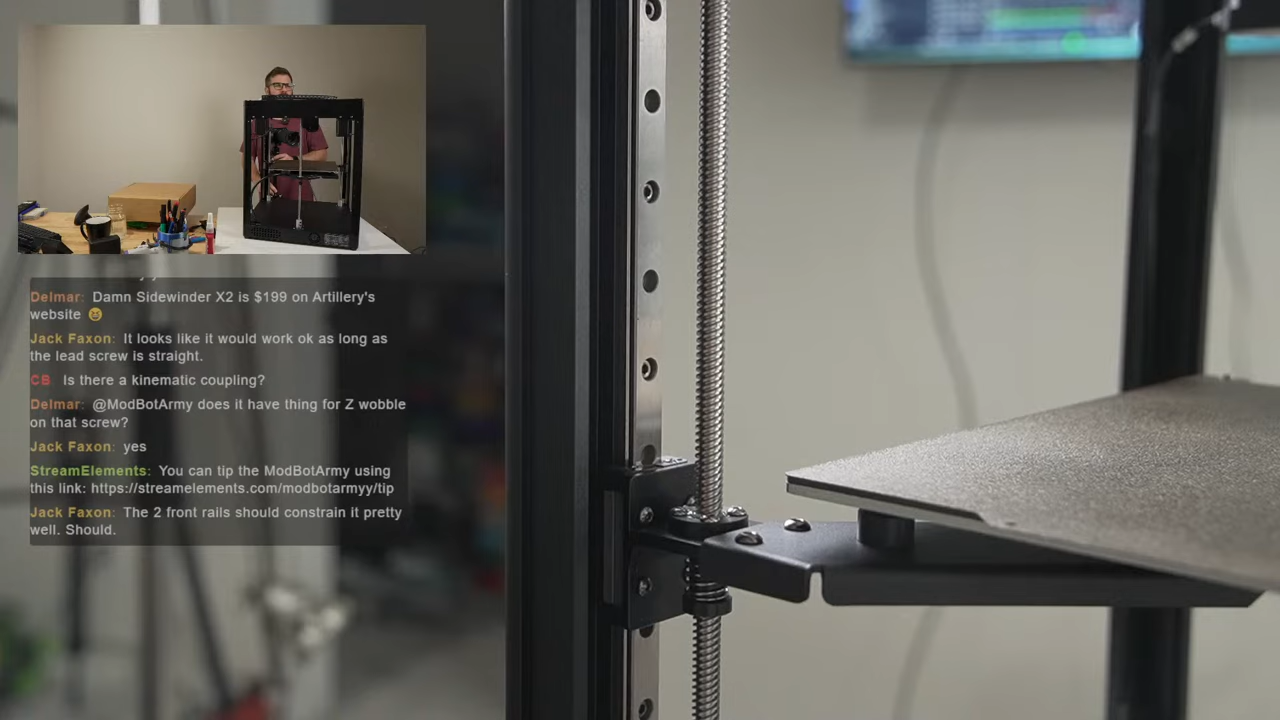 Delmar: Damn Sidewinder X2 is $199 on Artillery's
website 😆
Jack Faxon: It looks like it would work ok as long as
the lead screw is straight.
CB Is there a kinematic coupling?
Delmar: @ModBotArmy does it have thing for Z wobble
on that screw?
Jack Faxon: yes
StreamElements: You can tip the ModBotArmy using
this link: https://streamelements.com/modbotarmyy/tip
Jack Faxon: The 2 front rails should constrain it pretty
well. Should.